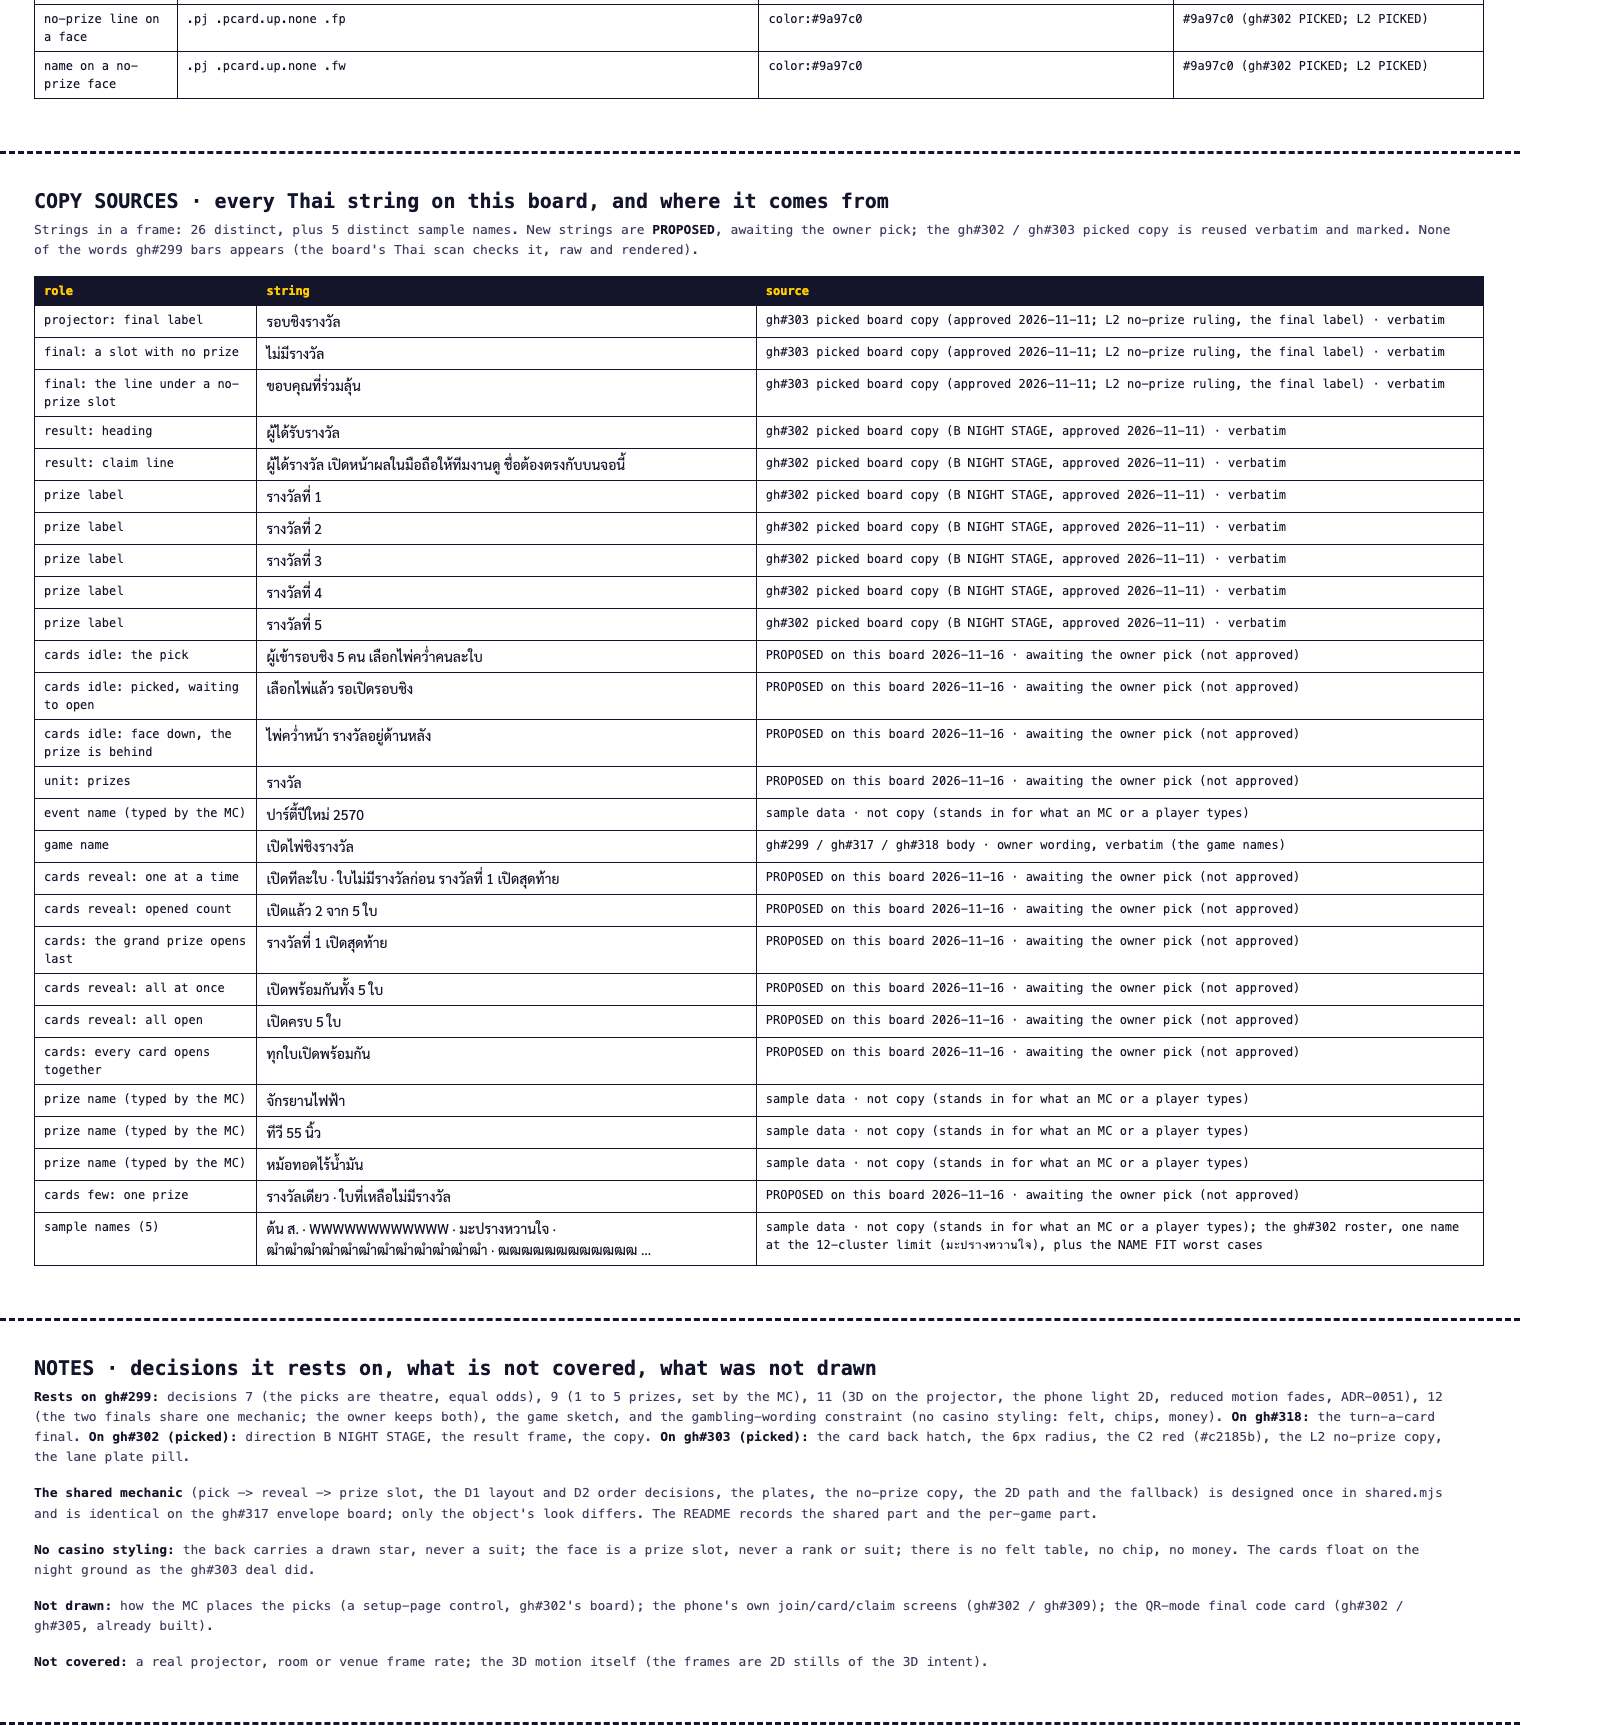 no-prize line on
a face
.pj .pcard.up.none .fp
color:#9a97c0
#9a97c0 (gh#302 PICKED; L2 PICKED)
name on a no-
prize face
.pj .pcard.up.none .fw
color:#9a97c0
#9a97c0 (gh#302 PICKED; L2 PICKED)
COPY SOURCES · every Thai string on this board, and where it comes from
Strings in a frame: 26 distinct, plus 5 distinct sample names. New strings are PROPOSED, awaiting the owner pick; the gh#302 / gh#303 picked copy is reused verbatim and marked. None
of the words gh#299 bars appears (the board's Thai scan checks it, raw and rendered).
role string source
projector: final label รอบชิงรางวัล gh#303 picked board copy (approved 2026-11-11; L2 no-prize ruling, the final label) · verbatim
final: a slot with no prize ไม่มีรางวัล gh#303 picked board copy (approved 2026-11-11; L2 no-prize ruling, the final label) · verbatim
final: the line under a no-
prize slot
ขอบคุณที่ร่วมลุ้น
gh#303 picked board copy (approved 2026-11-11; L2 no-prize ruling, the final label) · verbatim
result: heading ผู้ได้รับรางวัล gh#302 picked board copy (B NIGHT STAGE, approved 2026-11-11) · verbatim
result: claim line ผู้ได้รางวัล เปิดหน้าผลในมือถือให้ทีมงานดู ชื่อต้องตรงกับบนจอนี้ gh#302 picked board copy (B NIGHT STAGE, approved 2026-11-11) · verbatim
prize label รางวัลที่ 1 gh#302 picked board copy (B NIGHT STAGE, approved 2026-11-11) · verbatim
prize label รางวัลที่ 2 gh#302 picked board copy (B NIGHT STAGE, approved 2026-11-11) · verbatim
prize label รางวัลที่ 3 gh#302 picked board copy (B NIGHT STAGE, approved 2026-11-11) · verbatim
prize label รางวัลที่ 4 gh#302 picked board copy (B NIGHT STAGE, approved 2026-11-11) · verbatim
prize label รางวัลที่ 5 gh#302 picked board copy (B NIGHT STAGE, approved 2026-11-11) · verbatim
cards idle: the pick ผู้เข้ารอบชิง 5 คน เลือกไพ่คว่ำคนละใบ PROPOSED on this board 2026-11-16 · awaiting the owner pick (not approved)
cards idle: picked, waiting
to open
เลือกไพ่แล้ว รอเปิดรอบชิง
PROPOSED on this board 2026-11-16 · awaiting the owner pick (not approved)
cards idle: face down, the
prize is behind
ไพ่คว่ำหน้า รางวัลอยู่ด้านหลัง
PROPOSED on this board 2026-11-16 · awaiting the owner pick (not approved)
unit: prizes รางวัล PROPOSED on this board 2026-11-16 · awaiting the owner pick (not approved)
event name (typed by the MC) ปาร์ตี้ปีใหม่ 2570 sample data · not copy (stands in for what an MC or a player types)
game name เปิดไพ่ชิงรางวัล gh#299 / gh#317 / gh#318 body · owner wording, verbatim (the game names)
cards reveal: one at a time เปิดทีละใบ · ใบไม่มีรางวัลก่อน รางวัลที่ 1 เปิดสุดท้าย PROPOSED on this board 2026-11-16 · awaiting the owner pick (not approved)
cards reveal: opened count เปิดแล้ว 2 จาก 5 ใบ PROPOSED on this board 2026-11-16 · awaiting the owner pick (not approved)
cards: the grand prize opens
last
รางวัลที่ 1 เปิดสุดท้าย
PROPOSED on this board 2026-11-16 · awaiting the owner pick (not approved)
cards reveal: all at once เปิดพร้อมกันทั้ง 5 ใบ PROPOSED on this board 2026-11-16 · awaiting the owner pick (not approved)
cards reveal: all open เปิดครบ 5 ใบ PROPOSED on this board 2026-11-16 · awaiting the owner pick (not approved)
cards: every card opens
together
ทุกใบเปิดพร้อมกัน
PROPOSED on this board 2026-11-16 · awaiting the owner pick (not approved)
prize name (typed by the MC) จักรยานไฟฟ้า sample data · not copy (stands in for what an MC or a player types)
prize name (typed by the MC) ทีวี 55 นิ้ว sample data · not copy (stands in for what an MC or a player types)
prize name (typed by the MC) หม้อทอดไร้น้ำมัน sample data · not copy (stands in for what an MC or a player types)
cards few: one prize รางวัลเดียว · ใบที่เหลือไม่มีรางวัล PROPOSED on this board 2026-11-16 · awaiting the owner pick (not approved)
sample names (5)
ต้น ส. · WWWWWWWWWWWW · มะปรางหวานใจ ·
sample data · not copy (stands in for what an MC or a player types); the gh#302 roster, one name
at the 12-cluster limit (มะปรางหวานใจ), plus the NAME FIT worst cases
NOTES · decisions it rests on, what is not covered, what was not drawn
Rests on gh#299: decisions 7 (the picks are theatre, equal odds), 9 (1 to 5 prizes, set by the MC), 11 (3D on the projector, the phone light 2D, reduced motion fades, ADR-0051), 12
(the two finals share one mechanic; the owner keeps both), the game sketch, and the gambling-wording constraint (no casino styling: felt, chips, money). On gh#318: the turn-a-card
final. On gh#302 (picked): direction B NIGHT STAGE, the result frame, the copy. On gh#303 (picked): the card back hatch, the 6px radius, the C2 red (#c2185b), the L2 no-prize copy,
the lane plate pill.
The shared mechanic (pick —> reveal —> prize slot, the D1 layout and D2 order decisions, the plates, the no-prize copy, the 2D path and the fallback) is designed once in shared.mjs
and is identical on the gh#317 envelope board; only the object's look differs. The README records the shared part and the per-game part.
No casino styling: the back carries a drawn star, never a suit; the face is a prize slot, never a rank or suit; there is no felt table, no chip, no money. The cards float on the
night ground as the gh#303 deal did.
Not drawn: how the MC places the picks (a setup-page control, gh#302's board); the phone's own join/card/claim screens (gh#302 / gh#309); the QR-mode final code card (gh#302 /
gh#305, already built).
Not covered: a real projector, room or venue frame rate; the 3D motion itself (the frames are 2D stills of the 3D intent).